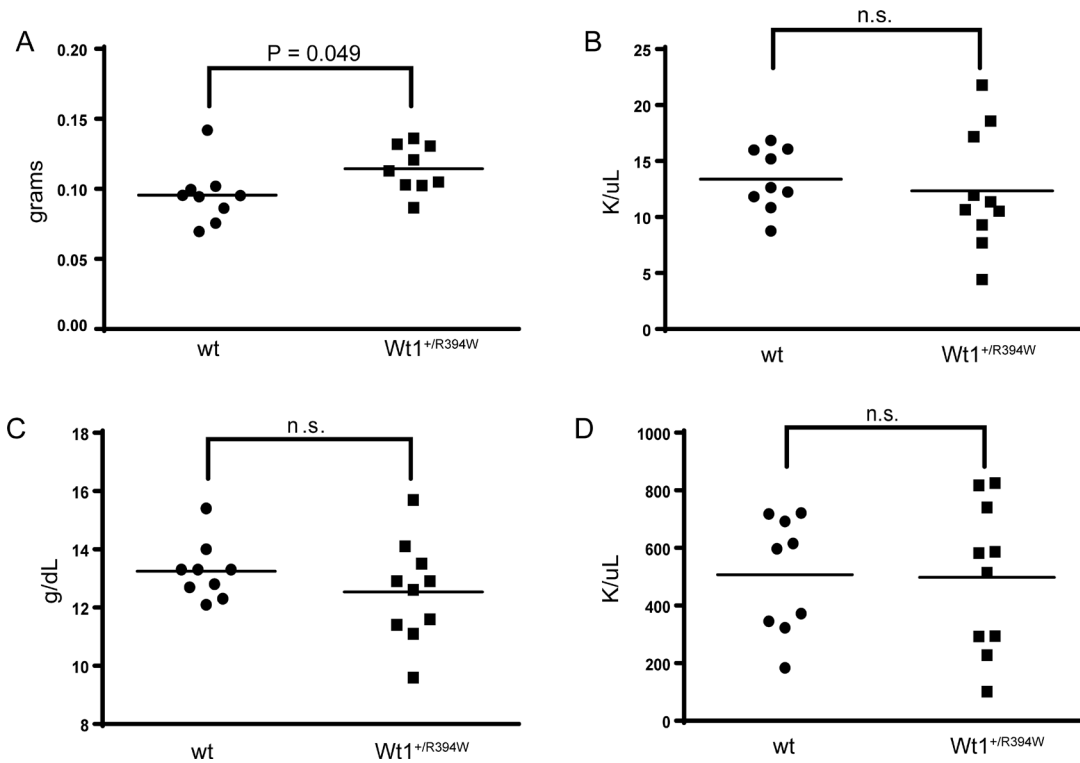 A
P = 0.049
grams
0.20
0.15
0.10
0.05
0.00
wt
Wt1+/R394W
B
n.s.
K/uL
25
20
15
10
5
0
wt
Wt1+/R394W
C
n.s.
g/dL
18
16
14
12
10
8
wt
Wt1+/R394W
D
n.s.
K/uL
1000
800
600
400
200
0
wt
Wt1+/R394W